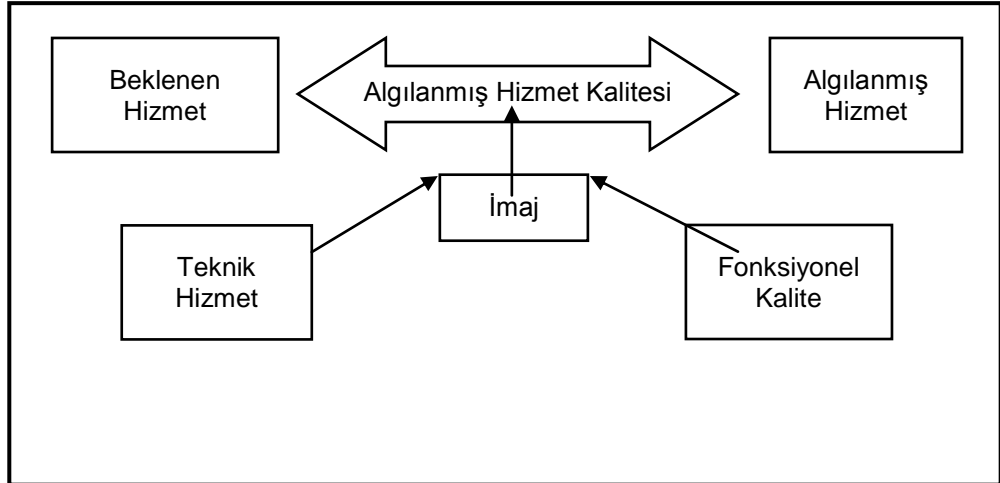 Beklenen
Hizmet
Algılanmış Hizmet Kalitesi
Algılanmış
Hizmet
İmaj
Teknik
Hizmet
Fonksiyonel
Kalite